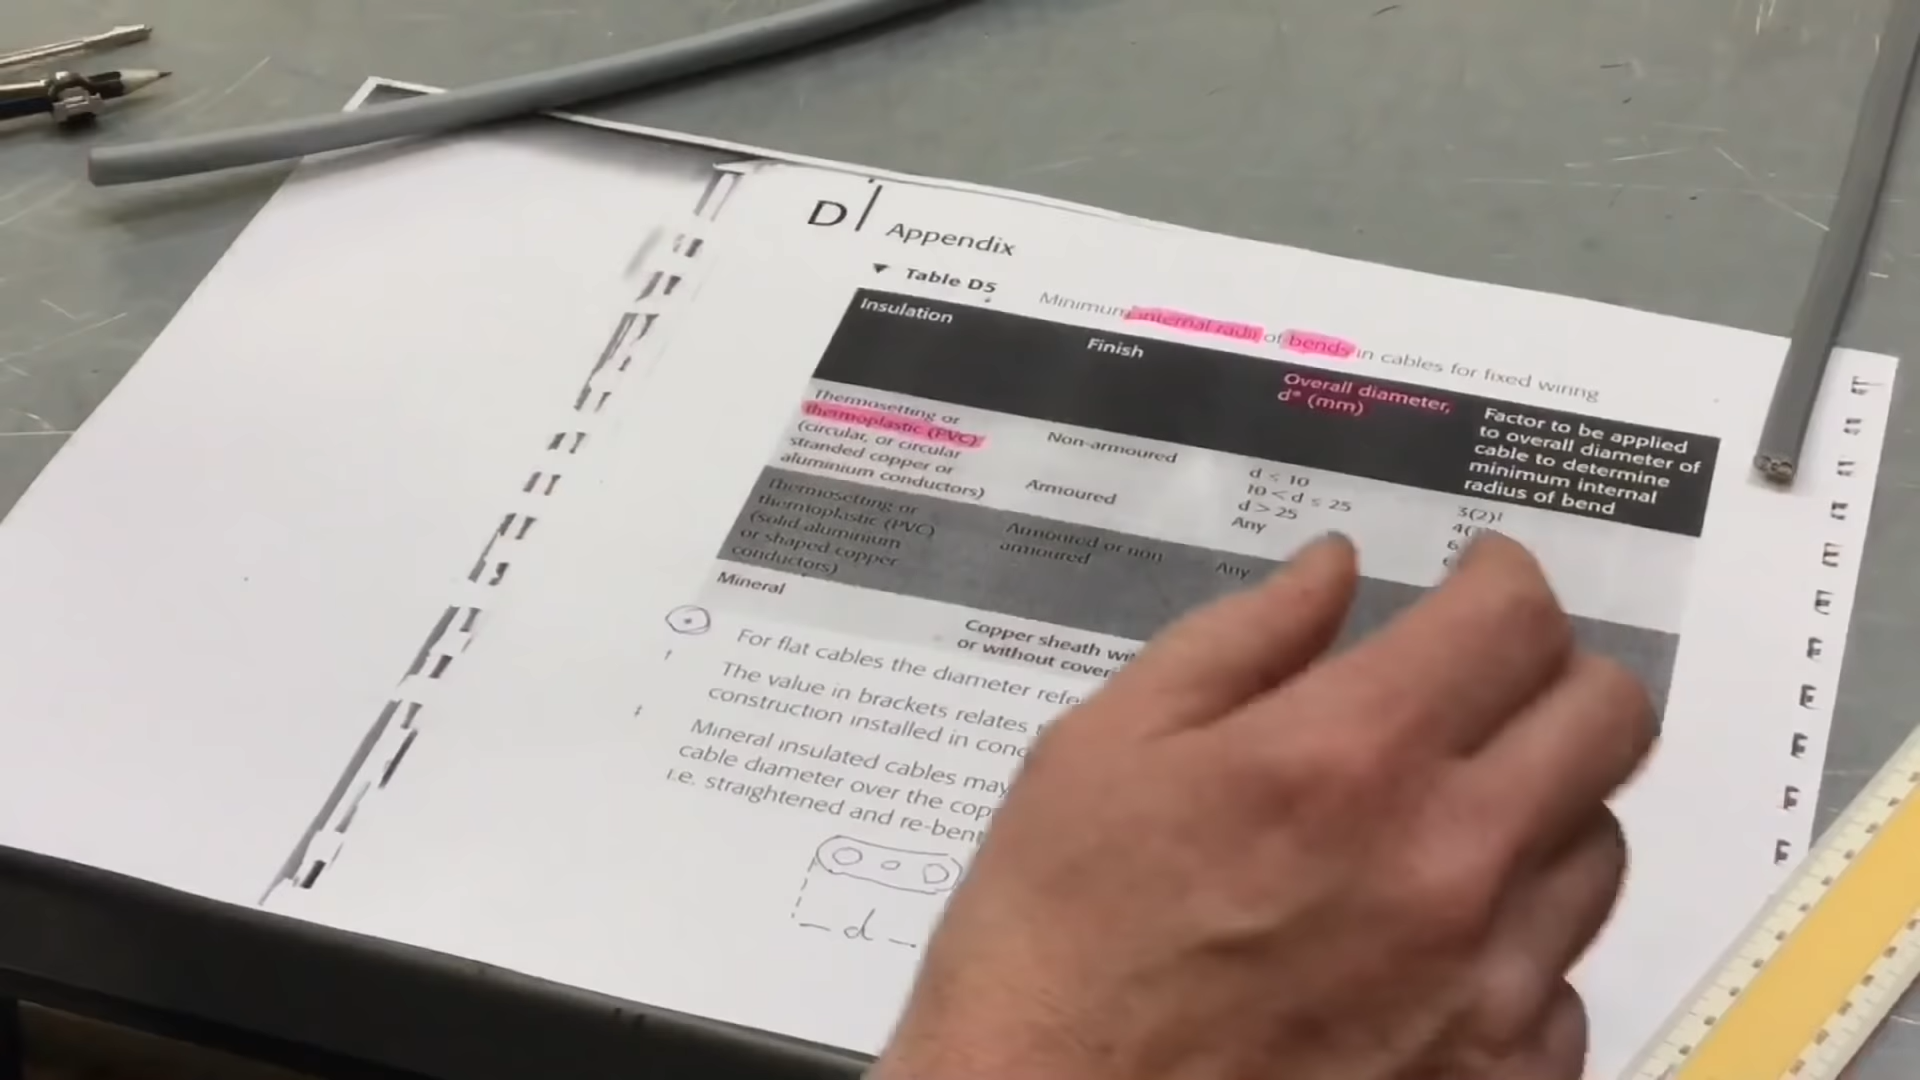 D
Appendix
Table D5
Minimum internal radii of bends in cables for fixed wiring
Insulation
Finish
Overall diameter,
d* (mm)
Factor to be applied
to overall diameter of
cable to determine
minimum internal
radius of bend
Thermosetting or
thermoplastic (PVC)
(circular, or circular
stranded copper or
aluminium conductors)
Non-armoured
Armoured
d ≤ 10
10 < d ≤ 25
d > 25
Any
3(2)†
4(
6
Thermosetting or
thermoplastic (PVC)
(solid aluminium
or shaped copper
conductors)
Armoured or non
armoured
Any
Mineral
Copper sheath
or without
*
For flat cables the diameter
†
The value in brackets relates
construction installed in
‡
Mineral insulated cables may
cable diameter over the
i.e. straightened and re-bent
d